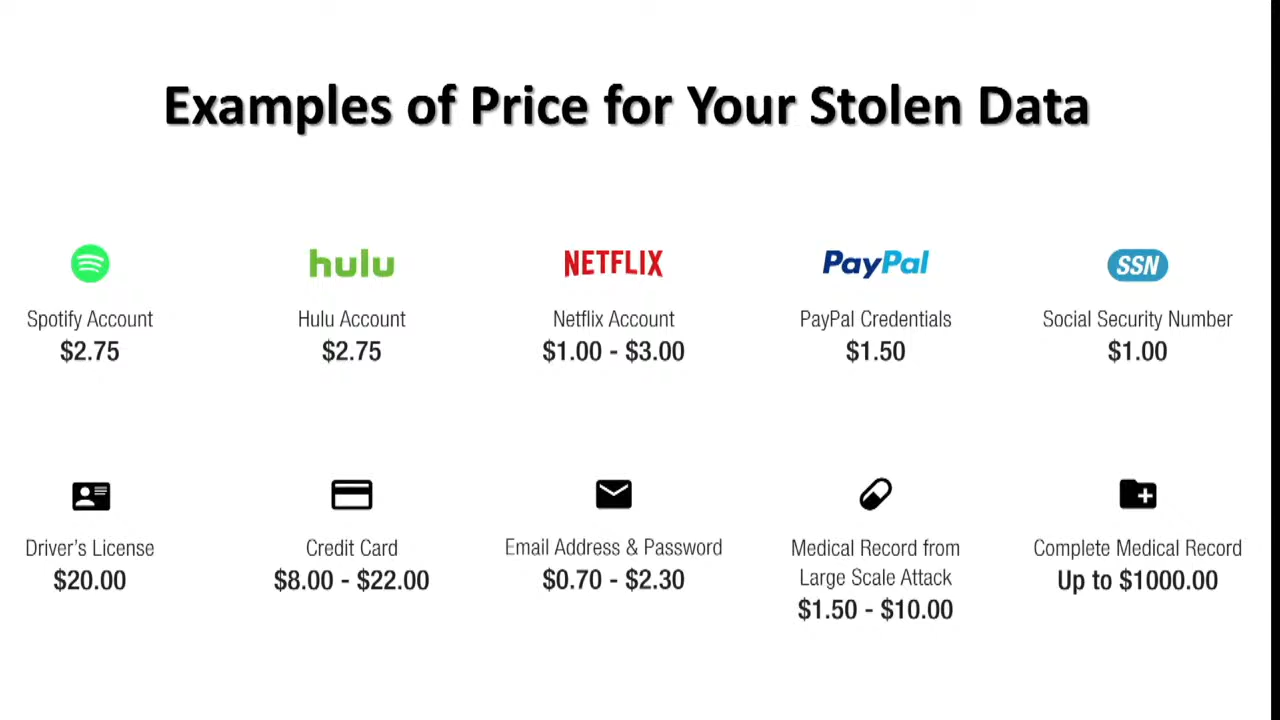 Examples of Price for Your Stolen Data
hulu
NETFLIX
PayPal
SSN
Spotify Account
Hulu Account
Netflix Account
PayPal Credentials
Social Security Number
$2.75
$2.75
$1.00 - $3.00
$1.50
$1.00
Driver's License
$20.00
Credit Card
$8.00 - $22.00
Email Address & Password
$0.70 - $2.30
Medical Record from
Large Scale Attack
$1.50 - $10.00
Complete Medical Record
Up to $1000.00